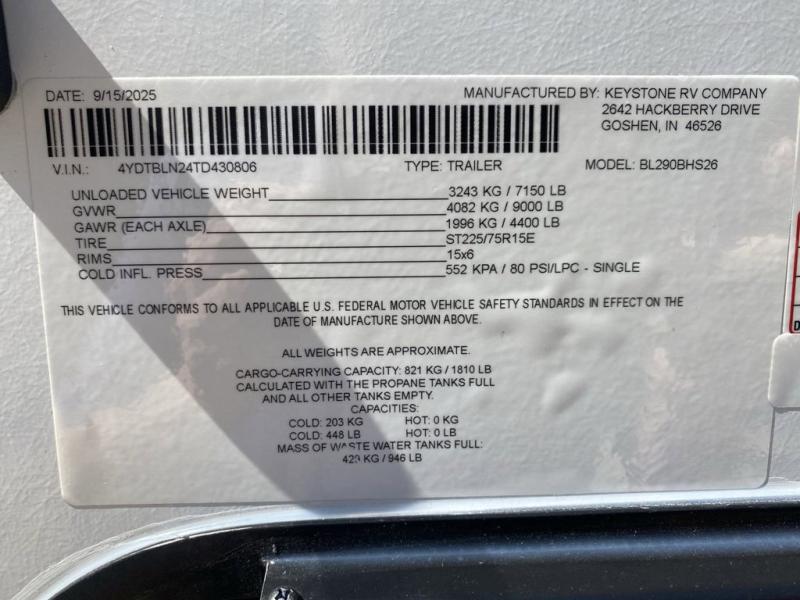 DATE: 9/15/2025
MANUFACTURED BY: KEYSTONE RV COMPANY
2642 HACKBERRY DRIVE
GOSHEN, IN 46526
V.I.N.: 4YDTBLN24TD430806 TYPE: TRAILER MODEL: BL290BHS26
UNLOADED VEHICLE WEIGHT 3243 KG / 7150 LB
GVWR 4082 KG / 9000 LB
GAWR (EACH AXLE) 1996 KG / 4400 LB
TIRE ST225/75R15E
RIMS 15x6
COLD INFL. PRESS 552 KPA / 80 PSI/LPC - SINGLE
THIS VEHICLE CONFORMS TO ALL APPLICABLE U.S. FEDERAL MOTOR VEHICLE SAFETY STANDARDS IN EFFECT ON THE
DATE OF MANUFACTURE SHOWN ABOVE.
ALL WEIGHTS ARE APPROXIMATE.
CARGO-CARRYING CAPACITY: 821 KG / 1810 LB
CALCULATED WITH THE PROPANE TANKS FULL
AND ALL OTHER TANKS EMPTY.
CAPACITIES:
COLD: 203 KG HOT: 0 KG
COLD: 448 LB HOT: 0 LB
MASS OF WASTE WATER TANKS FULL:
429 KG / 946 LB